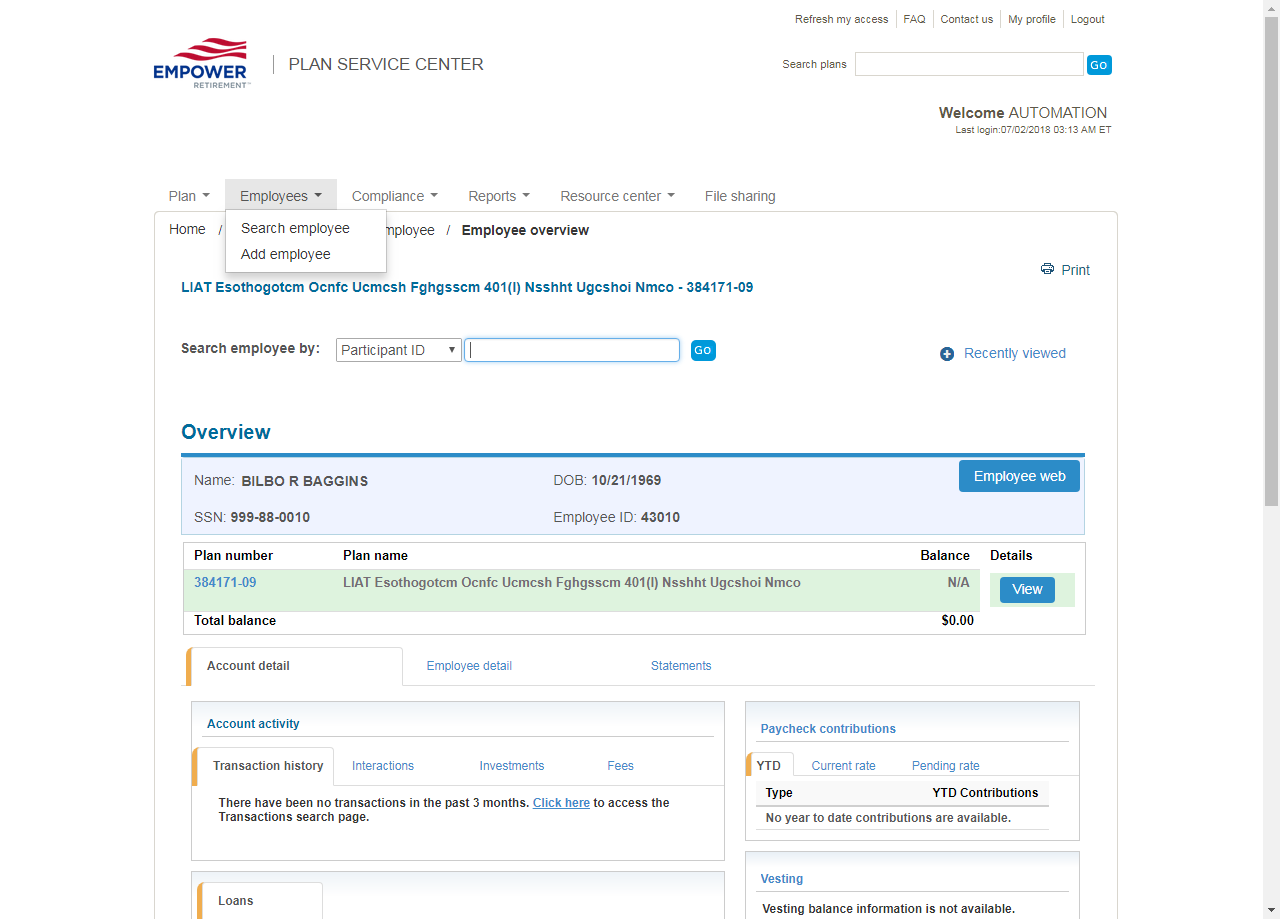 Refresh my access FAQ Contact us My profile Logout
EMPOWER
RETIREMENT™
PLAN SERVICE CENTER
Search plans GO
Welcome AUTOMATION
Last login:07/02/2018 03:13 AM ET
Plan Employees Compliance Reports Resource center File sharing
Search employee
Add employee
Home / mployee / Employee overview
Print
LIAT Esothogotcm Ocnfc Ucmcsh Fghgsscm 401(I) Nsshht Ugcshoi Nmco - 384171-09
Search employee by: Participant ID GO
Recently viewed
Overview
Name: BILBO R BAGGINS DOB: 10/21/1969 Employee web
SSN: 999-88-0010 Employee ID: 43010
Plan number Plan name Balance Details
384171-09 LIAT Esothogotcm Ocnfc Ucmcsh Fghgsscm 401(I) Nsshht Ugcshoi Nmco N/A View
Total balance $0.00
Account detail Employee detail Statements
Account activity
Transaction history Interactions Investments Fees
There have been no transactions in the past 3 months. Click here to access the
Transactions search page.
Loans
Paycheck contributions
YTD Current rate Pending rate
Type YTD Contributions
No year to date contributions are available.
Vesting
Vesting balance information is not available.